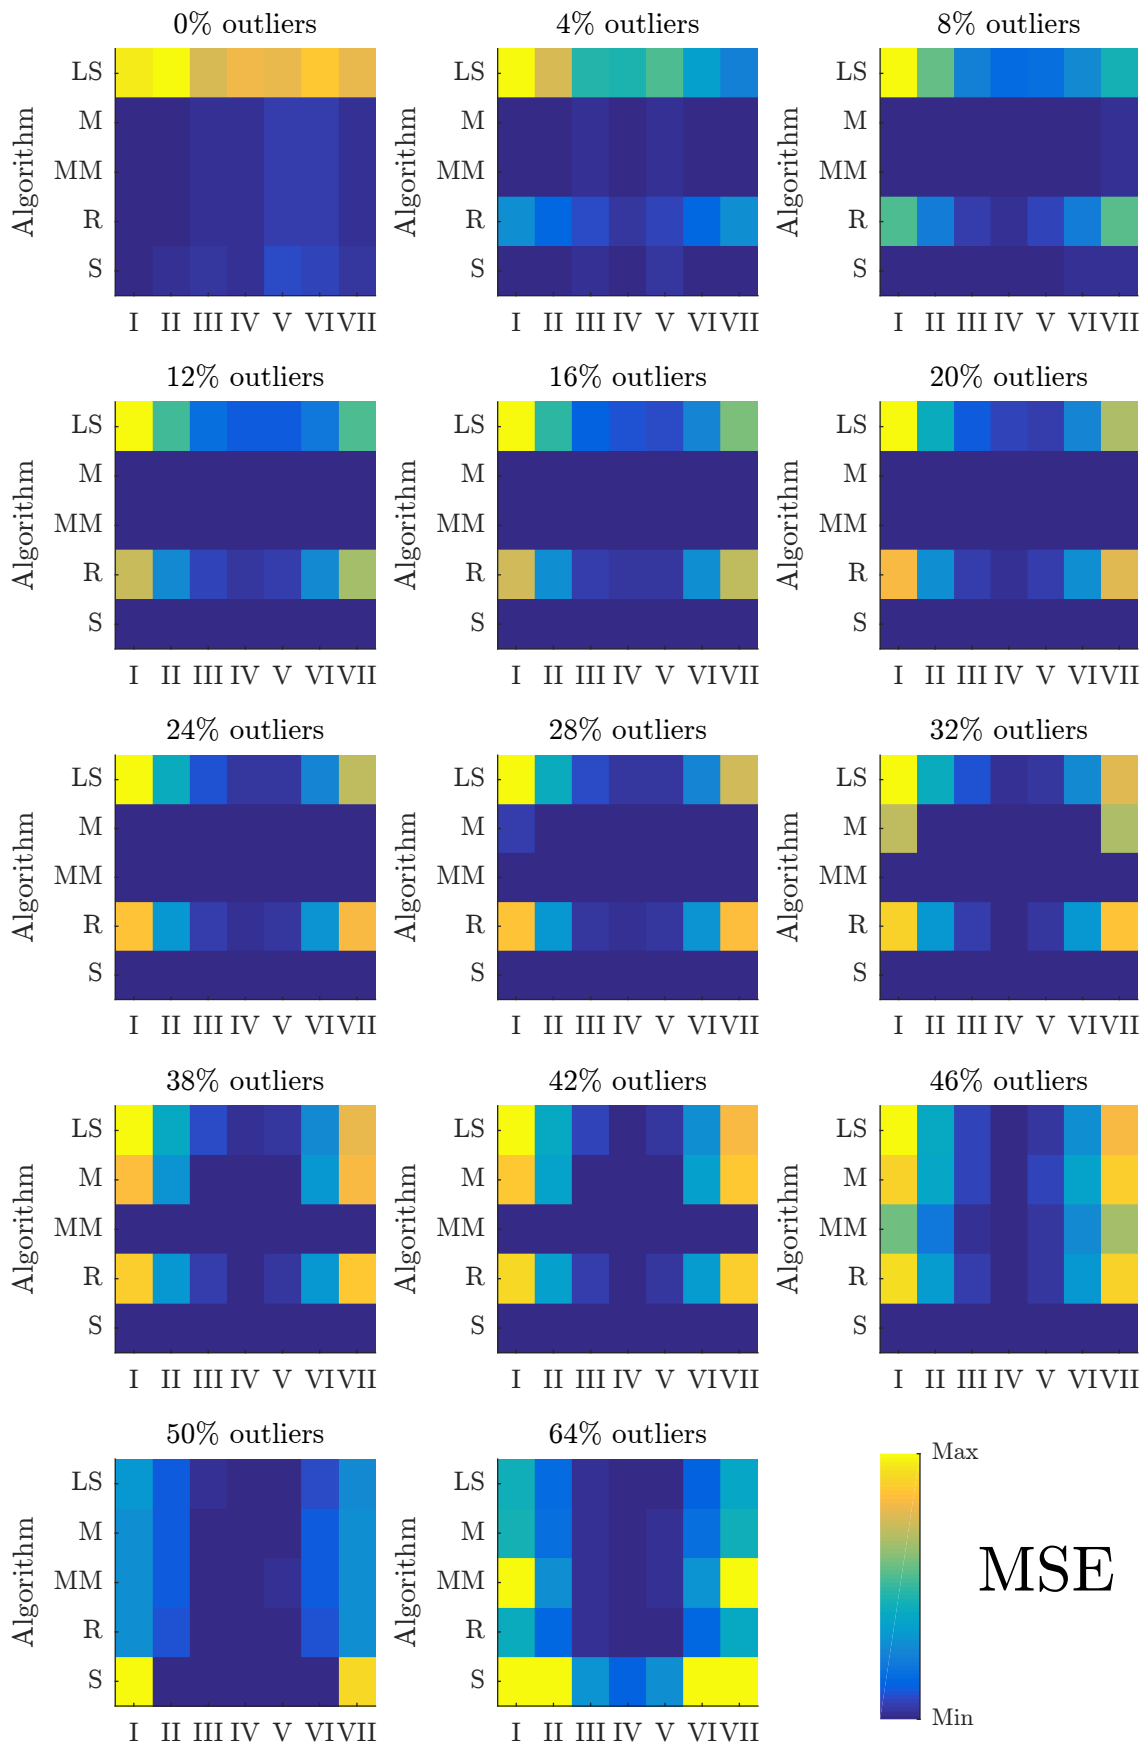 0% outliers
4% outliers
8% outliers
Algorithm
LS
M
MM
R
S
I II III IV V VI VII
Algorithm
LS
M
MM
R
S
I II III IV V VI VII
Algorithm
LS
M
MM
R
S
I II III IV V VI VII
12% outliers
16% outliers
20% outliers
Algorithm
LS
M
MM
R
S
I II III IV V VI VII
Algorithm
LS
M
MM
R
S
I II III IV V VI VII
Algorithm
LS
M
MM
R
S
I II III IV V VI VII
24% outliers
28% outliers
32% outliers
Algorithm
LS
M
MM
R
S
I II III IV V VI VII
Algorithm
LS
M
MM
R
S
I II III IV V VI VII
Algorithm
LS
M
MM
R
S
I II III IV V VI VII
38% outliers
42% outliers
46% outliers
Algorithm
LS
M
MM
R
S
I II III IV V VI VII
Algorithm
LS
M
MM
R
S
I II III IV V VI VII
Algorithm
LS
M
MM
R
S
I II III IV V VI VII
50% outliers
64% outliers
Algorithm
LS
M
MM
R
S
I II III IV V VI VII
Algorithm
LS
M
MM
R
S
I II III IV V VI VII
Max
MSE
Min